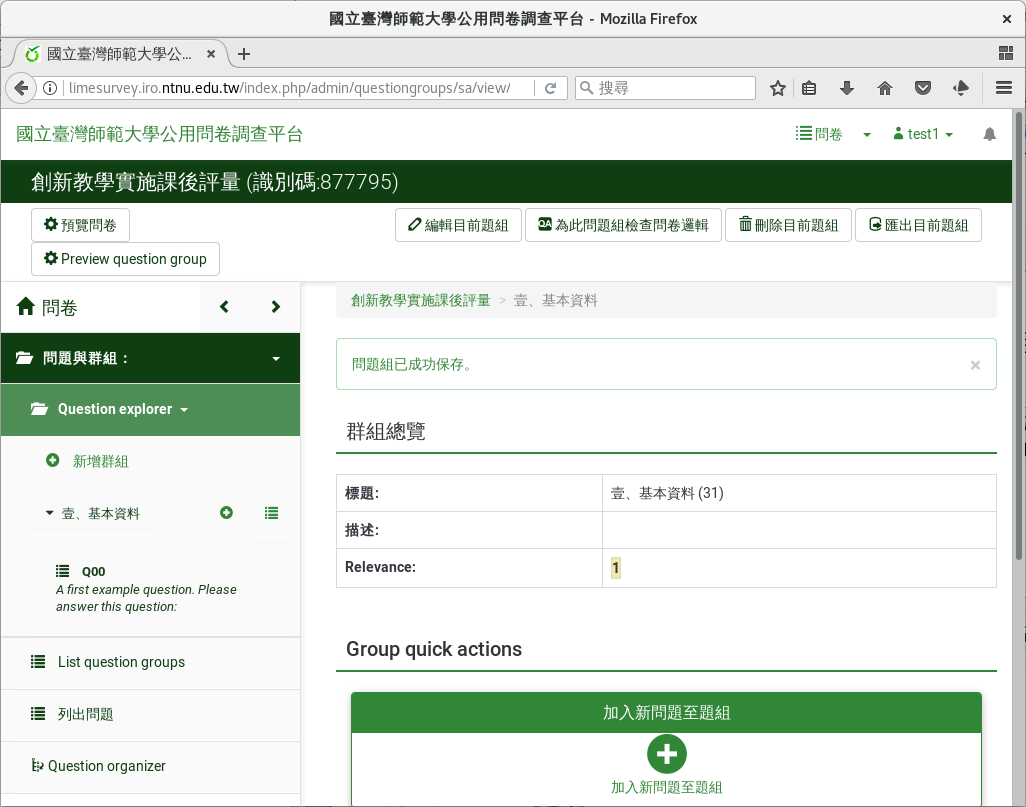 國立臺灣師範大學公用問卷調查平台 - Mozilla Firefox
國立臺灣師範大學公...
limesurvey.iro.ntnu.edu.tw/index.php/admin/questiongroups/sa/view/
搜尋
國立臺灣師範大學公用問卷調查平台
問卷
test1
創新教學實施課後評量 (識別碼:877795)
預覽問卷
編輯目前題組
QA 為此問題組檢查問卷邏輯
刪除目前題組
匯出目前題組
Preview question group
問卷
創新教學實施課後評量 > 壹、基本資料
問題與群組：
問題組已成功保存。
×
Question explorer
群組總覽
新增群組
標題: 壹、基本資料 (31)
壹、基本資料
描述:
Relevance: 1
Q00
A first example question. Please
answer this question:
Group quick actions
List question groups
加入新問題至題組
列出問題
加入新問題至題組
Question organizer